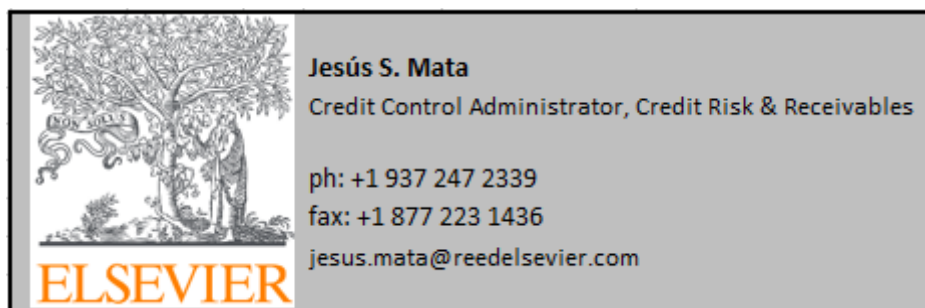 NON SOLUS
ELSEVIER
Jesús S. Mata
Credit Control Administrator, Credit Risk & Receivables
ph: +1 937 247 2339
fax: +1 877 223 1436
jesus.mata@reedelsevier.com